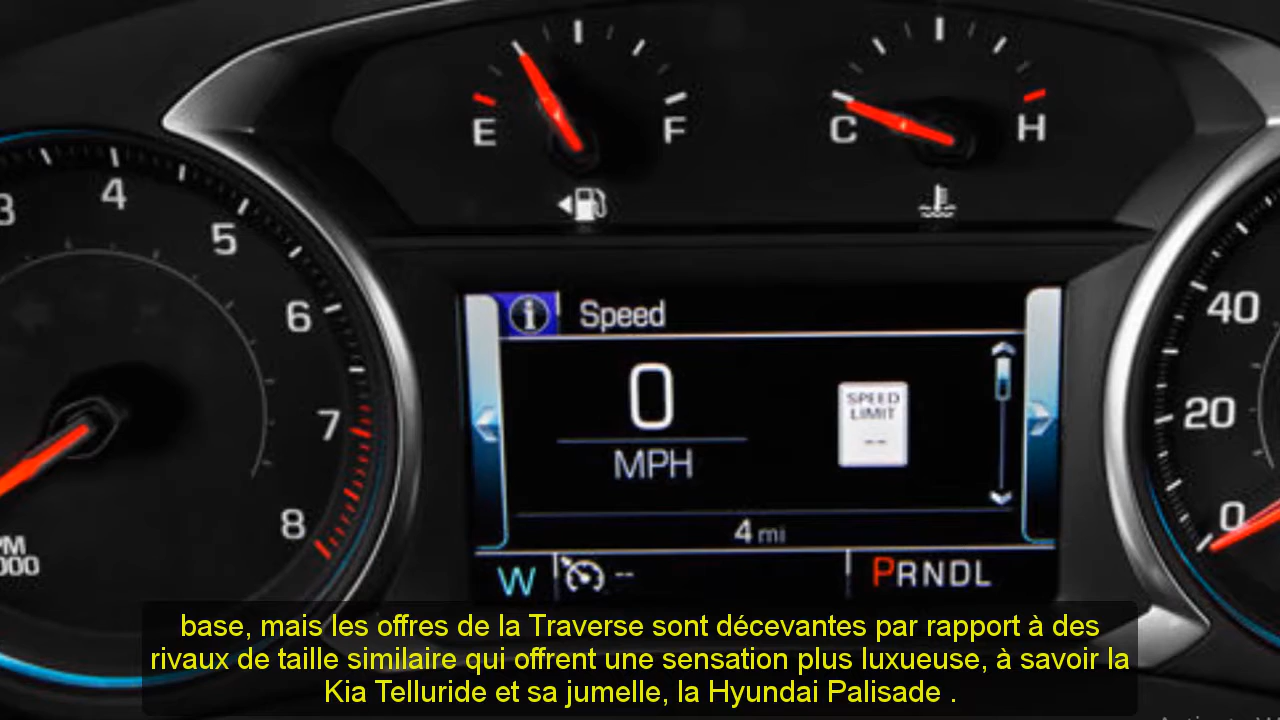 E F C H
3 4 5 6 7 8
Speed
0
MPH
SPEED
LIMIT
--
4 mi
W -- PRNDL
40
20
0
000
base, mais les offres de la Traverse sont décevantes par rapport à des
rivaux de taille similaire qui offrent une sensation plus luxueuse, à savoir la
Kia Telluride et sa jumelle, la Hyundai Palisade .